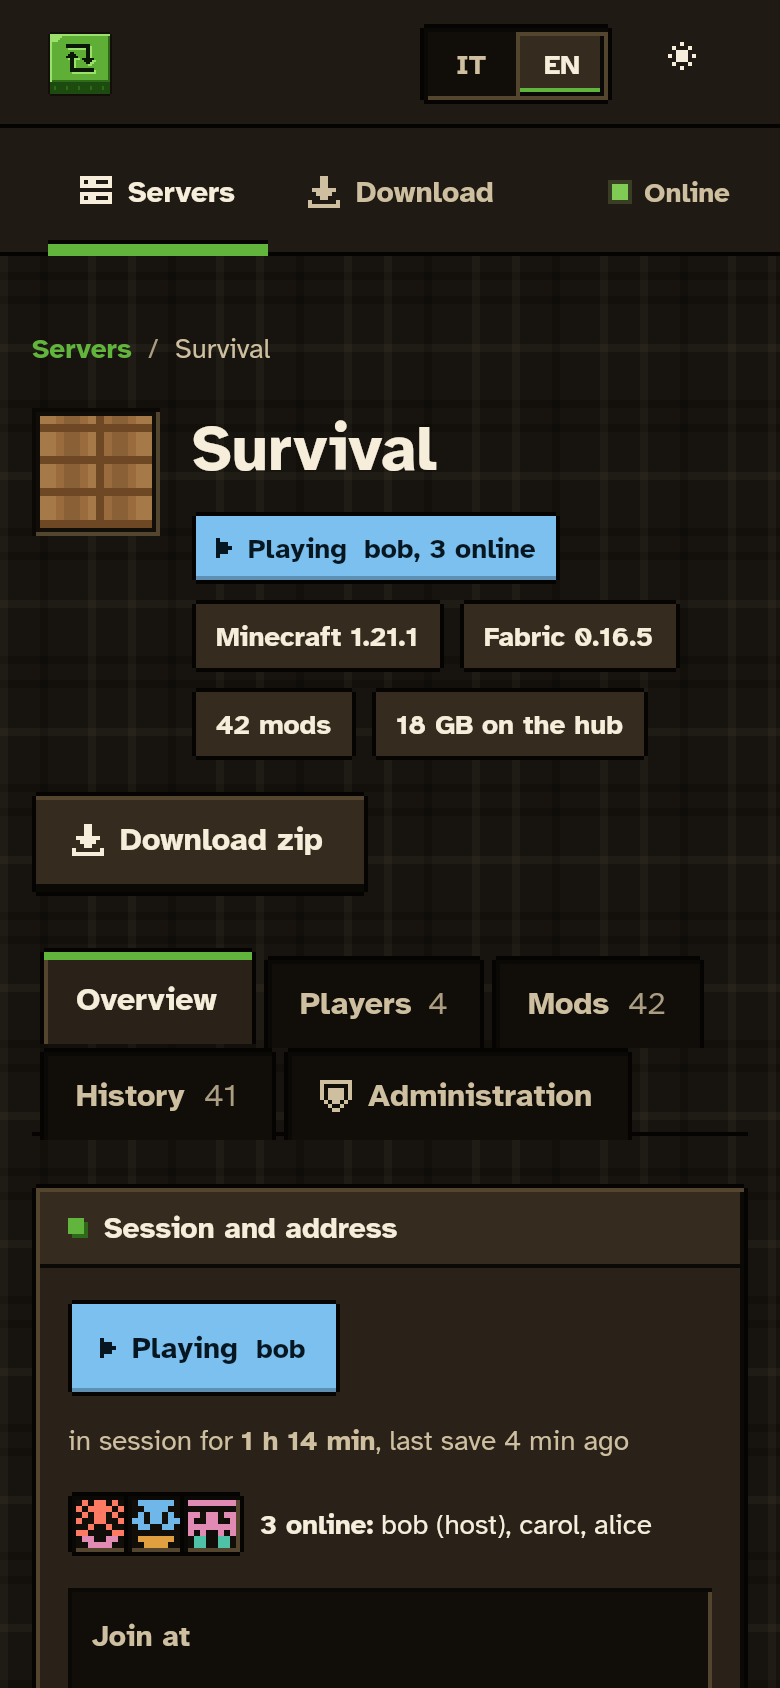 IT EN
Servers Download Online
Servers / Survival
Survival
Playing bob, 3 online
Minecraft 1.21.1 Fabric 0.16.5
42 mods 18 GB on the hub
Download zip
Overview Players 4 Mods 42
History 41 Administration
Session and address
Playing bob
in session for 1 h 14 min, last save 4 min ago
3 online: bob (host), carol, alice
Join at